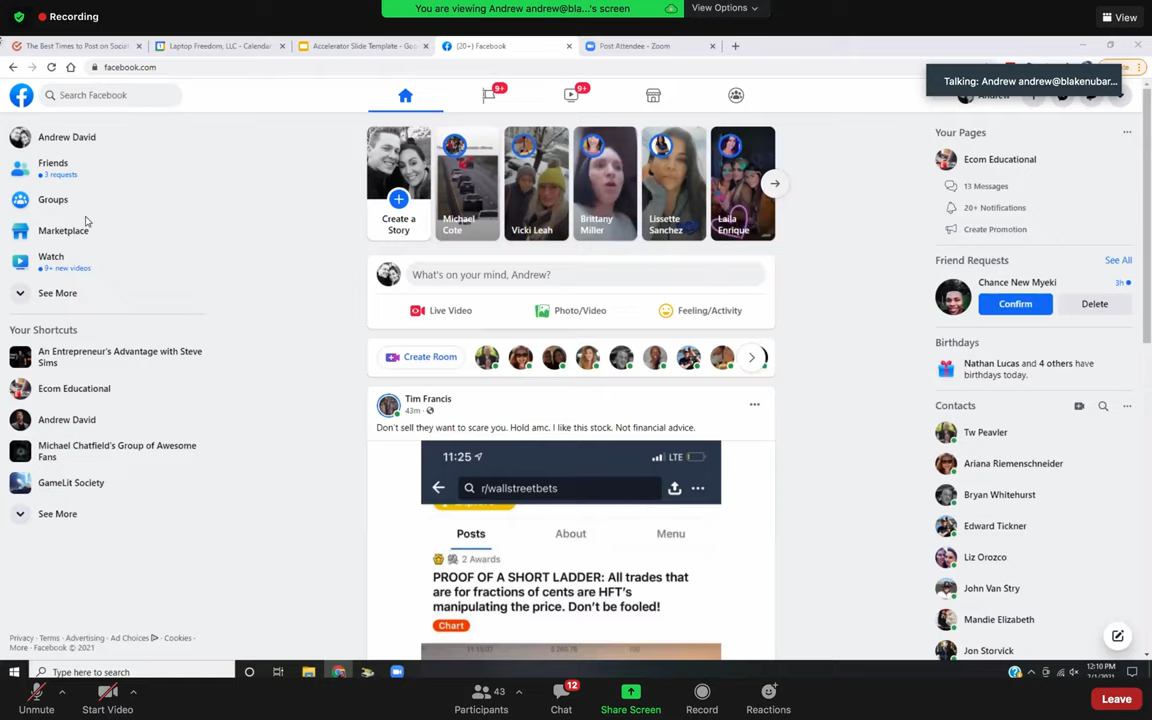 Recording
You are viewing Andrew andrew@bla...'s screen
View Options
View
The Best Times to Post on Socia
Laptop Freedom, LLC - Calendar
Accelerator Slide Template - Goo
(20+) Facebook
Post Attendee - Zoom
facebook.com
Talking: Andrew andrew@blakenubar...
Search Facebook
9+
9+
Andrew
Andrew David
Friends
3 requests
Groups
Marketplace
Watch
9+ new videos
See More
Your Shortcuts
An Entrepreneur's Advantage with Steve
SIms
Ecom Educational
Andrew David
Michael Chatfield's Group of Awesome
Fans
GameLit Society
See More
Privacy · Terms · Advertising · Ad Choices · Cookies ·
More · Facebook © 2021
Create a
Story
Michael
Cote
Vicki Leah
Brittany
Miller
Lissette
Sanchez
Laila
Enrique
What's on your mind, Andrew?
Live Video
Photo/Video
Feeling/Activity
Create Room
Tim Francis
43m ·
Don't sell they want to scare you. Hold amc. I like this stock. Not financial advice.
11:25
LTE
r/wallstreetbets
Posts
About
Menu
2 Awards
PROOF OF A SHORT LADDER: All trades that
are for fractions of cents are HFT's
manipulating the price. Don't be fooled!
Chart
Your Pages
Ecom Educational
13 Messages
20+ Notifications
Create Promotion
Friend Requests
See All
Chance New Myeki
3h
Confirm
Delete
Birthdays
Nathan Lucas and 4 others have
birthdays today.
Contacts
Tw Peavler
Ariana Riemenschneider
Bryan Whitehurst
Edward Tickner
Liz Orozco
John Van Stry
Mandie Elizabeth
Jon Storvick
Type here to search
12:10 PM
Unmute
Start Video
43
Participants
12
Chat
Share Screen
Record
Reactions
Leave